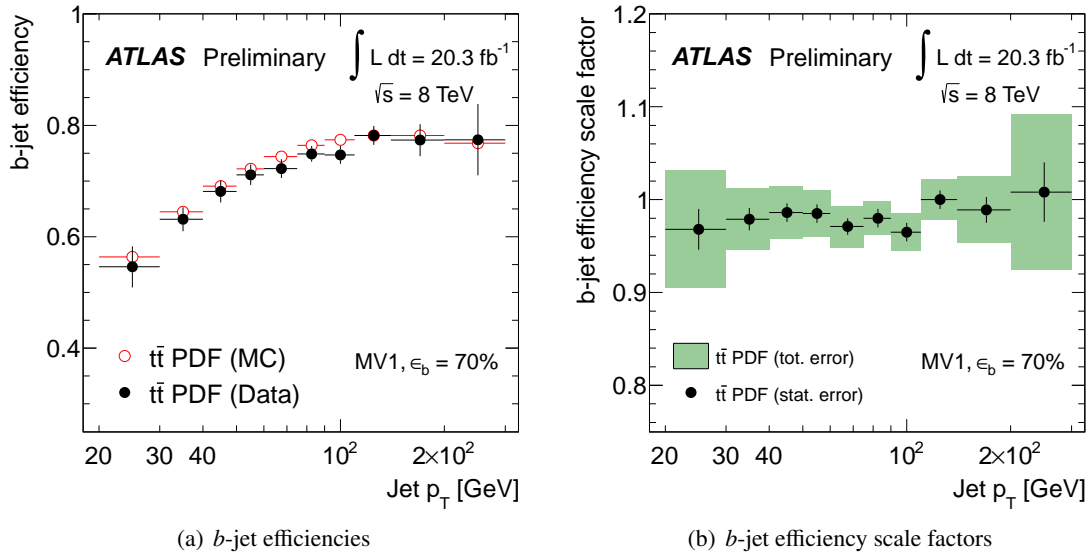 b-jet efficiency
1
0.8
0.6
0.4
ATLAS Preliminary
∫ L dt = 20.3 fb⁻¹
√s = 8 TeV
tt̄ PDF (MC)
tt̄ PDF (Data)
MV1, ϵ_b = 70%
20 30 40 10² 2×10²
Jet p_T [GeV]
(a) b-jet efficiencies
b-jet efficiency scale factor
1.2
1.1
1
0.9
0.8
ATLAS Preliminary
∫ L dt = 20.3 fb⁻¹
√s = 8 TeV
tt̄ PDF (tot. error)
tt̄ PDF (stat. error)
MV1, ϵ_b = 70%
20 30 40 10² 2×10²
Jet p_T [GeV]
(b) b-jet efficiency scale factors